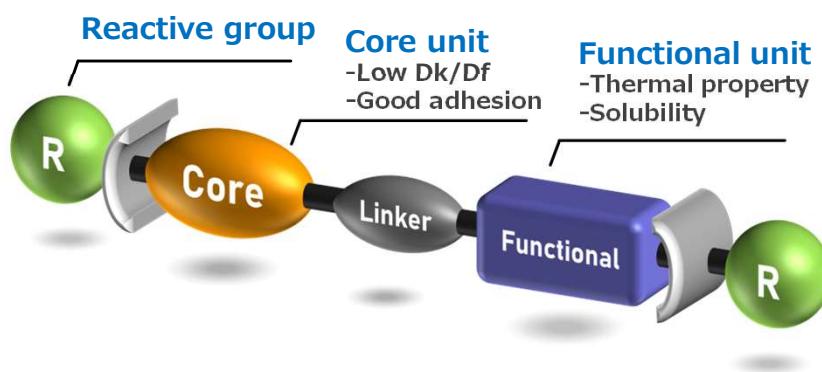 Reactive group
Core unit
-Low Dk/Df
-Good adhesion
Functional unit
-Thermal property
-Solubility
R
Core
Linker
Functional
R